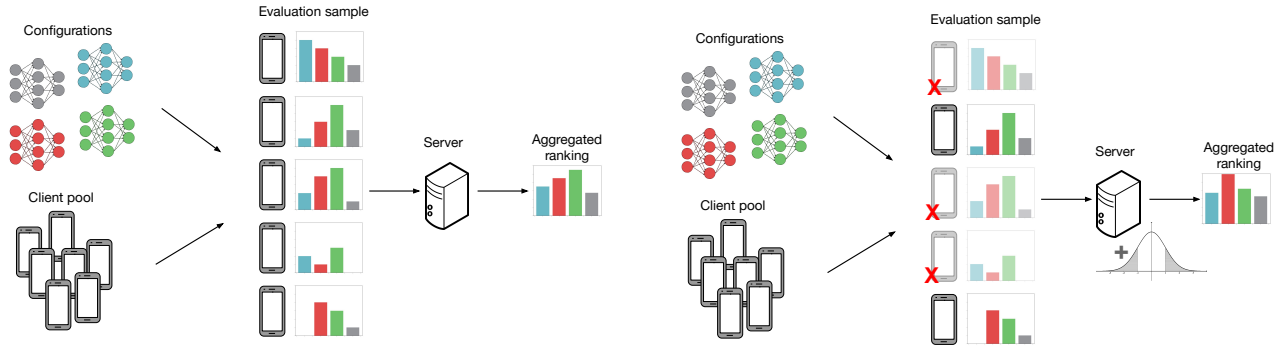 Evaluation sample
Configurations
Server
Aggregated
ranking
Client pool
Evaluation sample
Configurations
X
X
X
Server
Aggregated
ranking
Client pool
+